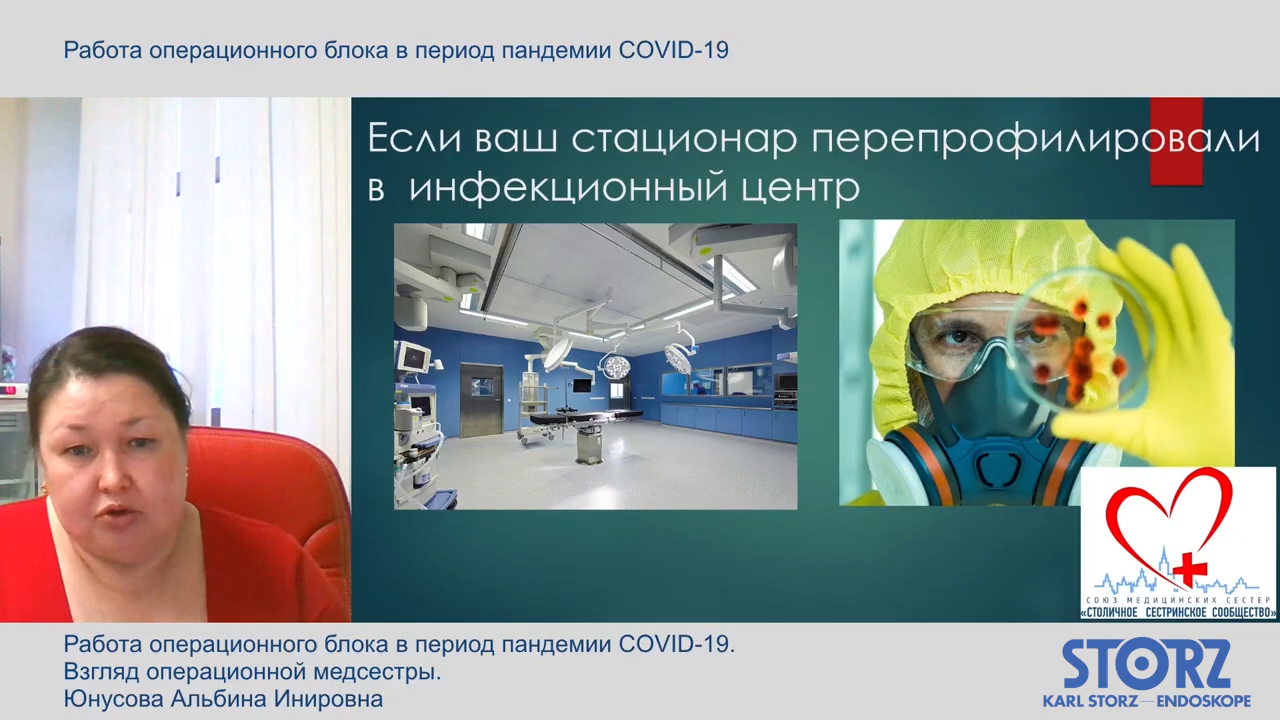 Работа операционного блока в период пандемии COVID-19
Если ваш стационар перепрофилировали
в инфекционный центр
СОЮЗ МЕДИЦИНСКИХ СЕСТЕР
«СТОЛИЧНОЕ СЕСТРИНСКОЕ СООБЩЕСТВО»
Работа операционного блока в период пандемии COVID-19.
Взгляд операционной медсестры.
Юнусова Альбина Инировна
STORZ
KARL STORZ—ENDOSKOPE